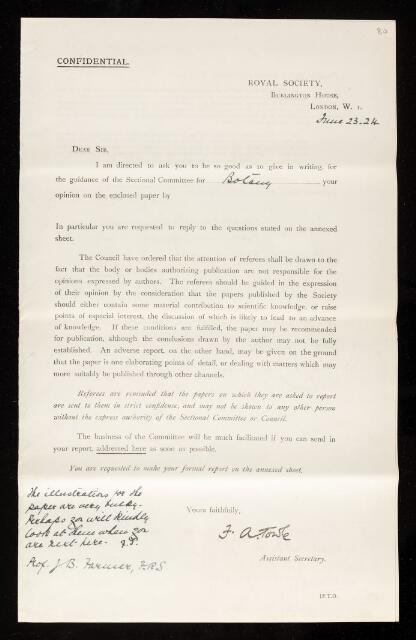 80
CONFIDENTIAL.
ROYAL SOCIETY,
BURLINGTON HOUSE,
LONDON, W. 1.
June 23. 24
DEAR SIR,
I am directed to ask you to be so good as to give in writing, for
the guidance of the Sectional Committee for Botany your
opinion on the enclosed paper by
In particular you are requested to reply to the questions stated on the annexed
sheet.
The Council have ordered that the attention of referees shall be drawn to the
fact that the body or bodies authorising publication are not responsible for the
opinions expressed by authors. The referees should be guided in the expression
of their opinion by the consideration that the papers published by the Society
should either contain some material contribution to scientific knowledge, or raise
points of especial interest, the discussion of which is likely to lead to an advance
of knowledge. If these conditions are fulfilled, the paper may be recommended
for publication, although the conclusions drawn by the author may not be fully
established. An adverse report, on the other hand, may be given on the ground
that the paper is one elaborating points of detail, or dealing with matters which may
more suitably be published through other channels.
Referees are reminded that the papers on which they are asked to report
are sent to them in strict confidence, and may not be shown to any other person
without the express authority of the Sectional Committee or Council.
The business of the Committee will be much facilitated if you can send in
your report, addressed here as soon as possible.
You are requested to make your formal report on the annexed sheet.
The illustrations for the
paper are very bulky.
Perhaps you will kindly
look at them when you
are next here.
Yours faithfully,
F. A. Towle
Assistant Secretary.
Prof. J. B. Farmer, F.R.S.
[P.T.O.